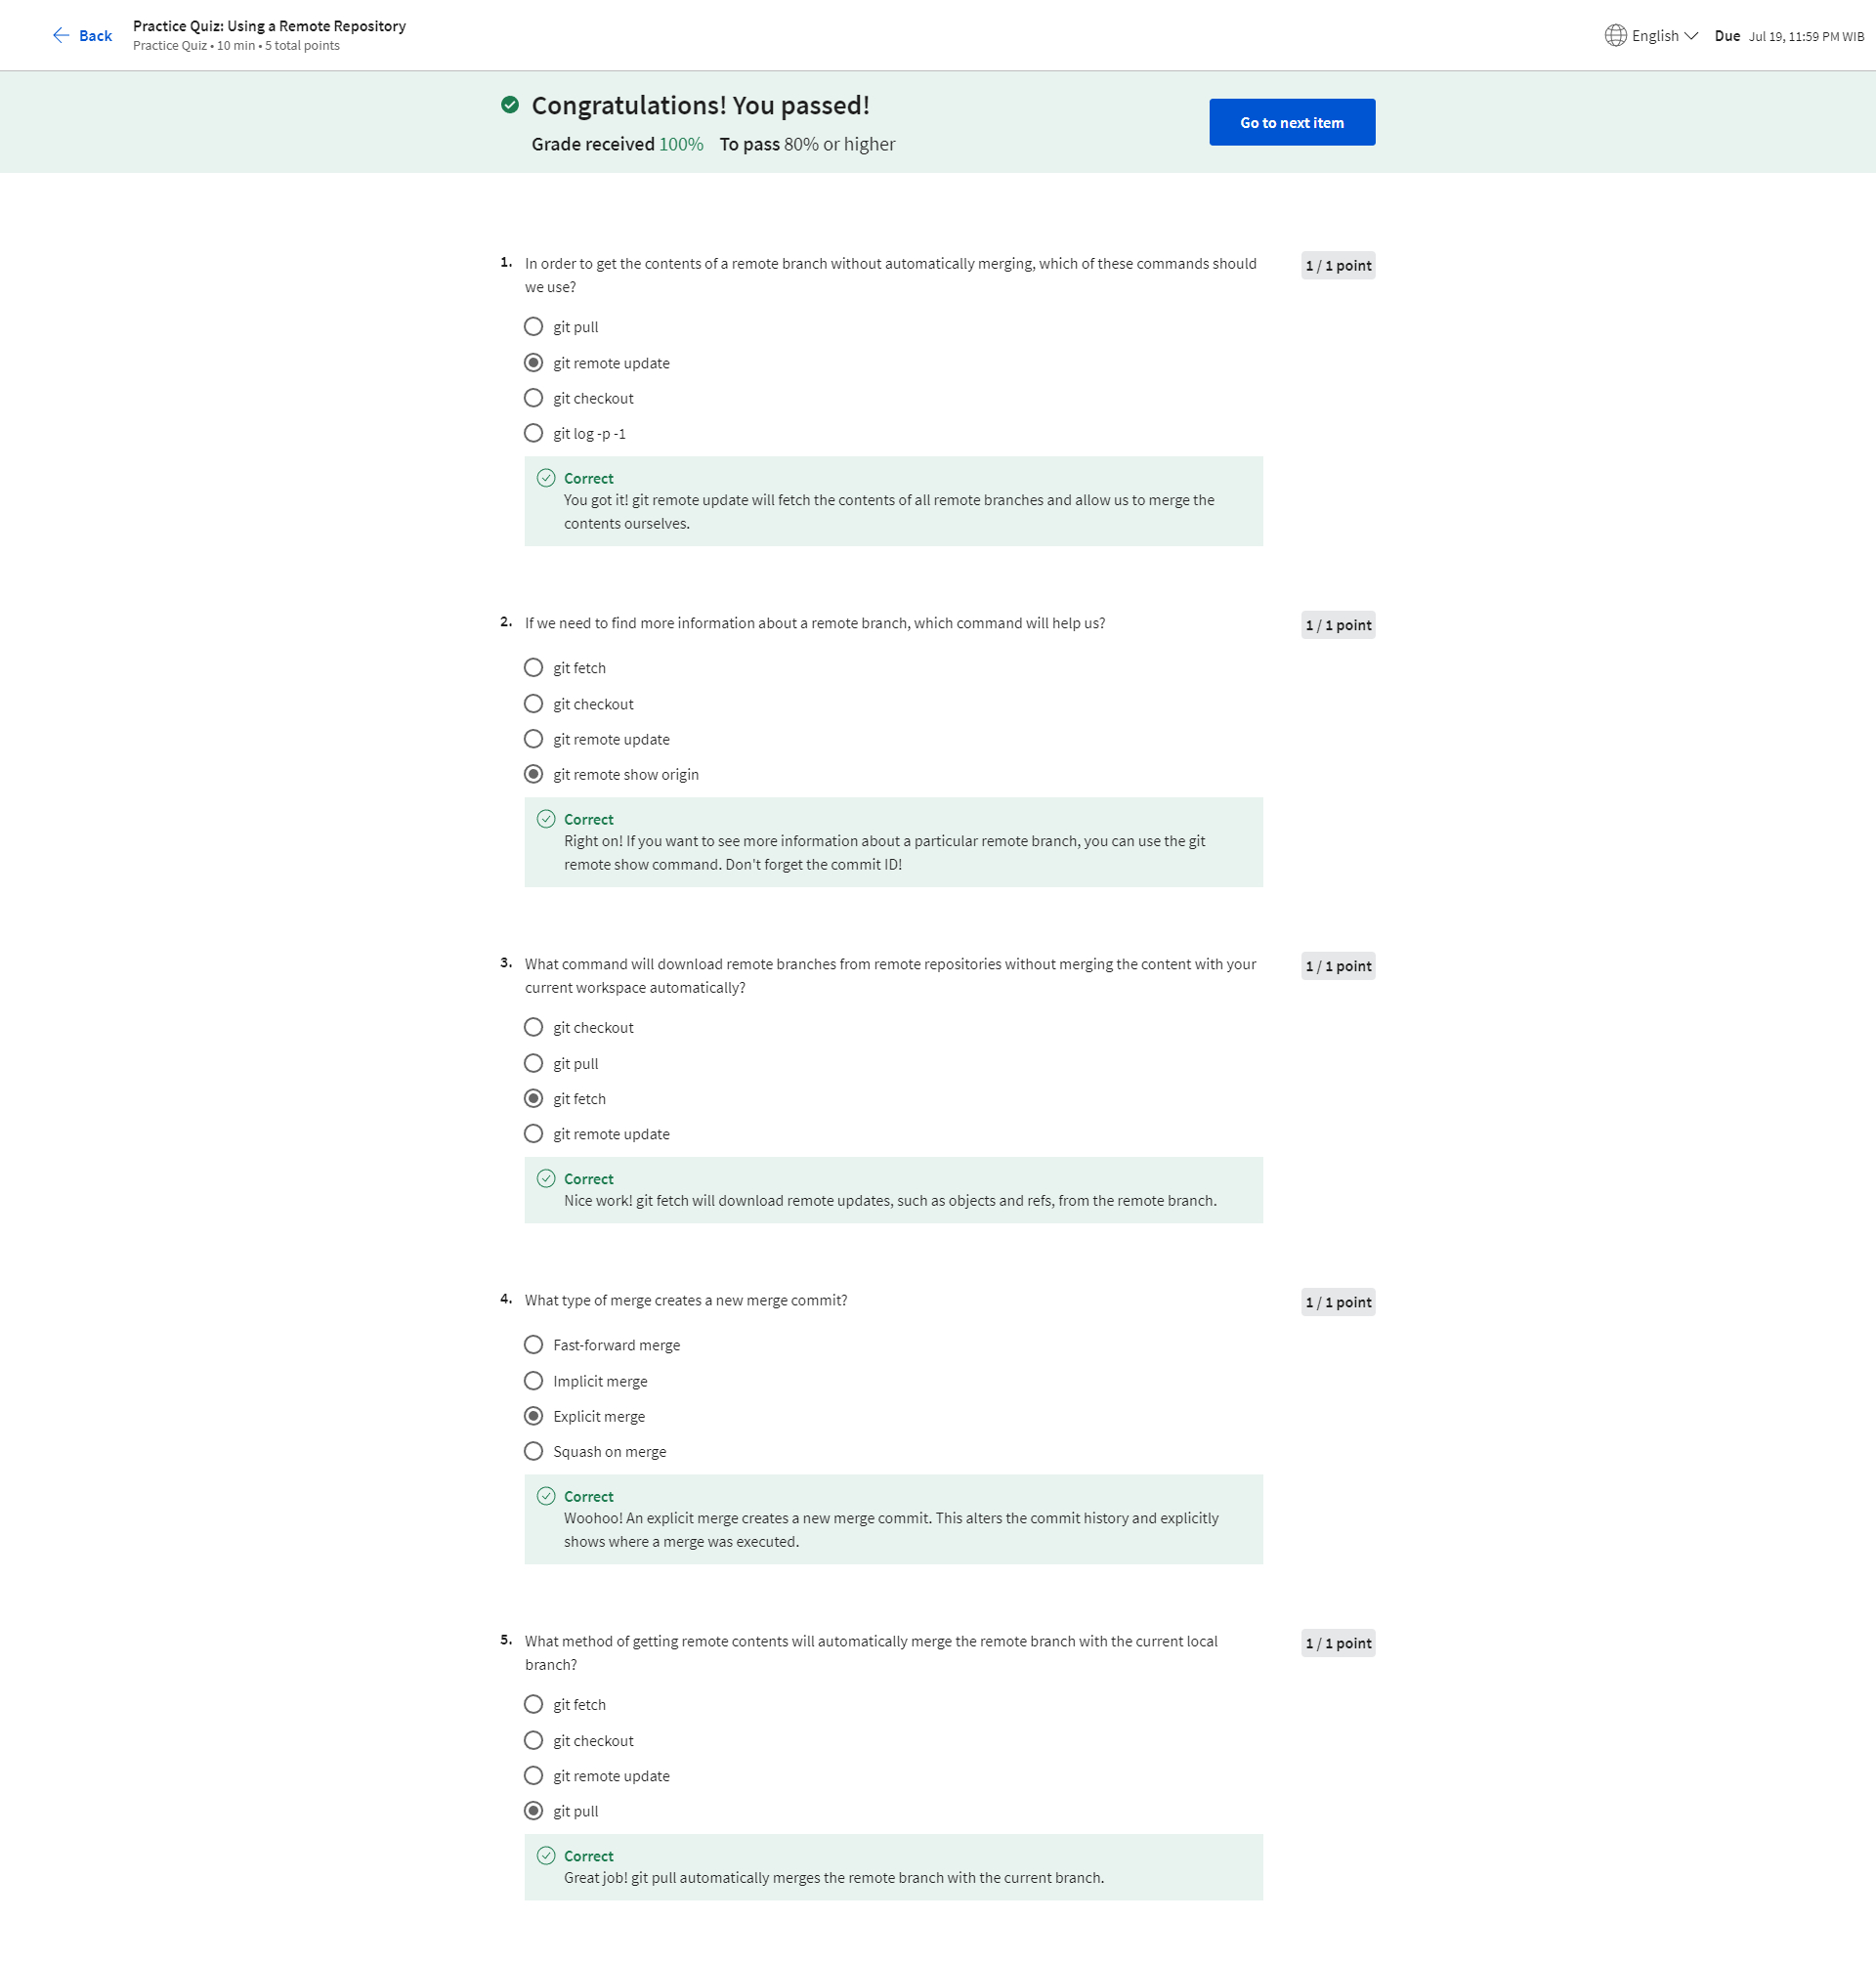 Back
Practice Quiz: Using a Remote Repository
Practice Quiz • 10 min • 5 total points
English
Due Jul 19, 11:59 PM WIB
Congratulations! You passed!
Grade received 100% To pass 80% or higher
Go to next item
1. In order to get the contents of a remote branch without automatically merging, which of these commands should
we use?
1 / 1 point
git pull
git remote update
git checkout
git log -p -1
Correct
You got it! git remote update will fetch the contents of all remote branches and allow us to merge the
contents ourselves.
2. If we need to find more information about a remote branch, which command will help us?
1 / 1 point
git fetch
git checkout
git remote update
git remote show origin
Correct
Right on! If you want to see more information about a particular remote branch, you can use the git
remote show command. Don't forget the commit ID!
3. What command will download remote branches from remote repositories without merging the content with your
current workspace automatically?
1 / 1 point
git checkout
git pull
git fetch
git remote update
Correct
Nice work! git fetch will download remote updates, such as objects and refs, from the remote branch.
4. What type of merge creates a new merge commit?
1 / 1 point
Fast-forward merge
Implicit merge
Explicit merge
Squash on merge
Correct
Woohoo! An explicit merge creates a new merge commit. This alters the commit history and explicitly
shows where a merge was executed.
5. What method of getting remote contents will automatically merge the remote branch with the current local
branch?
1 / 1 point
git fetch
git checkout
git remote update
git pull
Correct
Great job! git pull automatically merges the remote branch with the current branch.